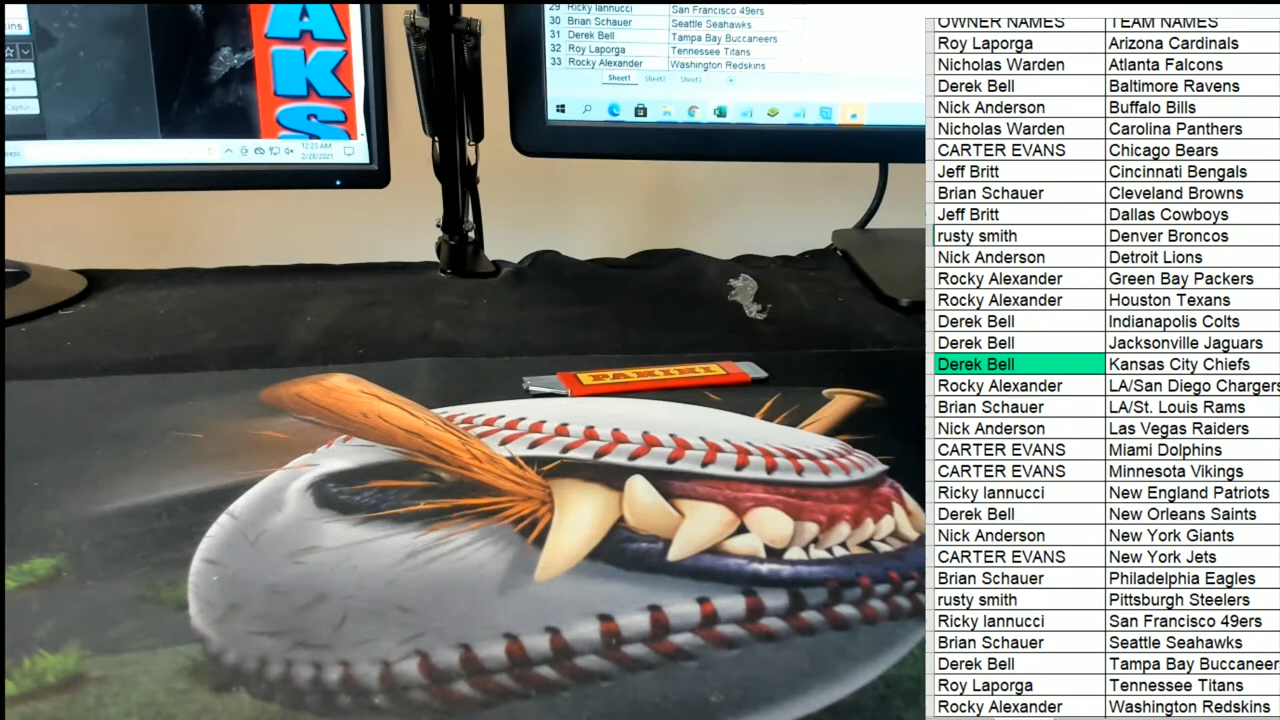 29 Ricky Iannucci San Francisco 49ers
30 Brian Schauer Seattle Seahawks
31 Derek Bell Tampa Bay Buccaneers
32 Roy Laporga Tennessee Titans
33 Rocky Alexander Washington Redskins
Sheet1 Sheet2 Sheet3
AKS
12:23 AM
2/28/2021
PANINI
OWNER NAMES TEAM NAMES
Roy Laporga Arizona Cardinals
Nicholas Warden Atlanta Falcons
Derek Bell Baltimore Ravens
Nick Anderson Buffalo Bills
Nicholas Warden Carolina Panthers
CARTER EVANS Chicago Bears
Jeff Britt Cincinnati Bengals
Brian Schauer Cleveland Browns
Jeff Britt Dallas Cowboys
rusty smith Denver Broncos
Nick Anderson Detroit Lions
Rocky Alexander Green Bay Packers
Rocky Alexander Houston Texans
Derek Bell Indianapolis Colts
Derek Bell Jacksonville Jaguars
Derek Bell Kansas City Chiefs
Rocky Alexander LA/San Diego Chargers
Brian Schauer LA/St. Louis Rams
Nick Anderson Las Vegas Raiders
CARTER EVANS Miami Dolphins
CARTER EVANS Minnesota Vikings
Ricky Iannucci New England Patriots
Derek Bell New Orleans Saints
Nick Anderson New York Giants
CARTER EVANS New York Jets
Brian Schauer Philadelphia Eagles
rusty smith Pittsburgh Steelers
Ricky Iannucci San Francisco 49ers
Brian Schauer Seattle Seahawks
Derek Bell Tampa Bay Buccaneer
Roy Laporga Tennessee Titans
Rocky Alexander Washington Redskins